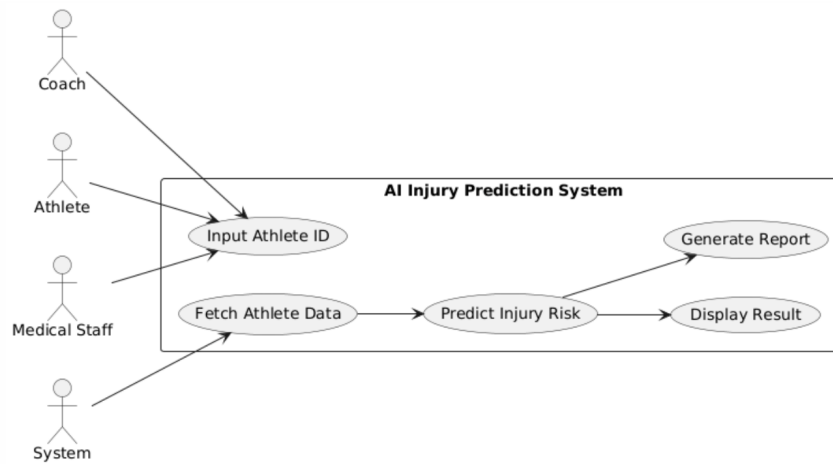 Coach
Athlete
AI Injury Prediction System
Input Athlete ID
Generate Report
Medical Staff
Fetch Athlete Data
Predict Injury Risk
Display Result
System